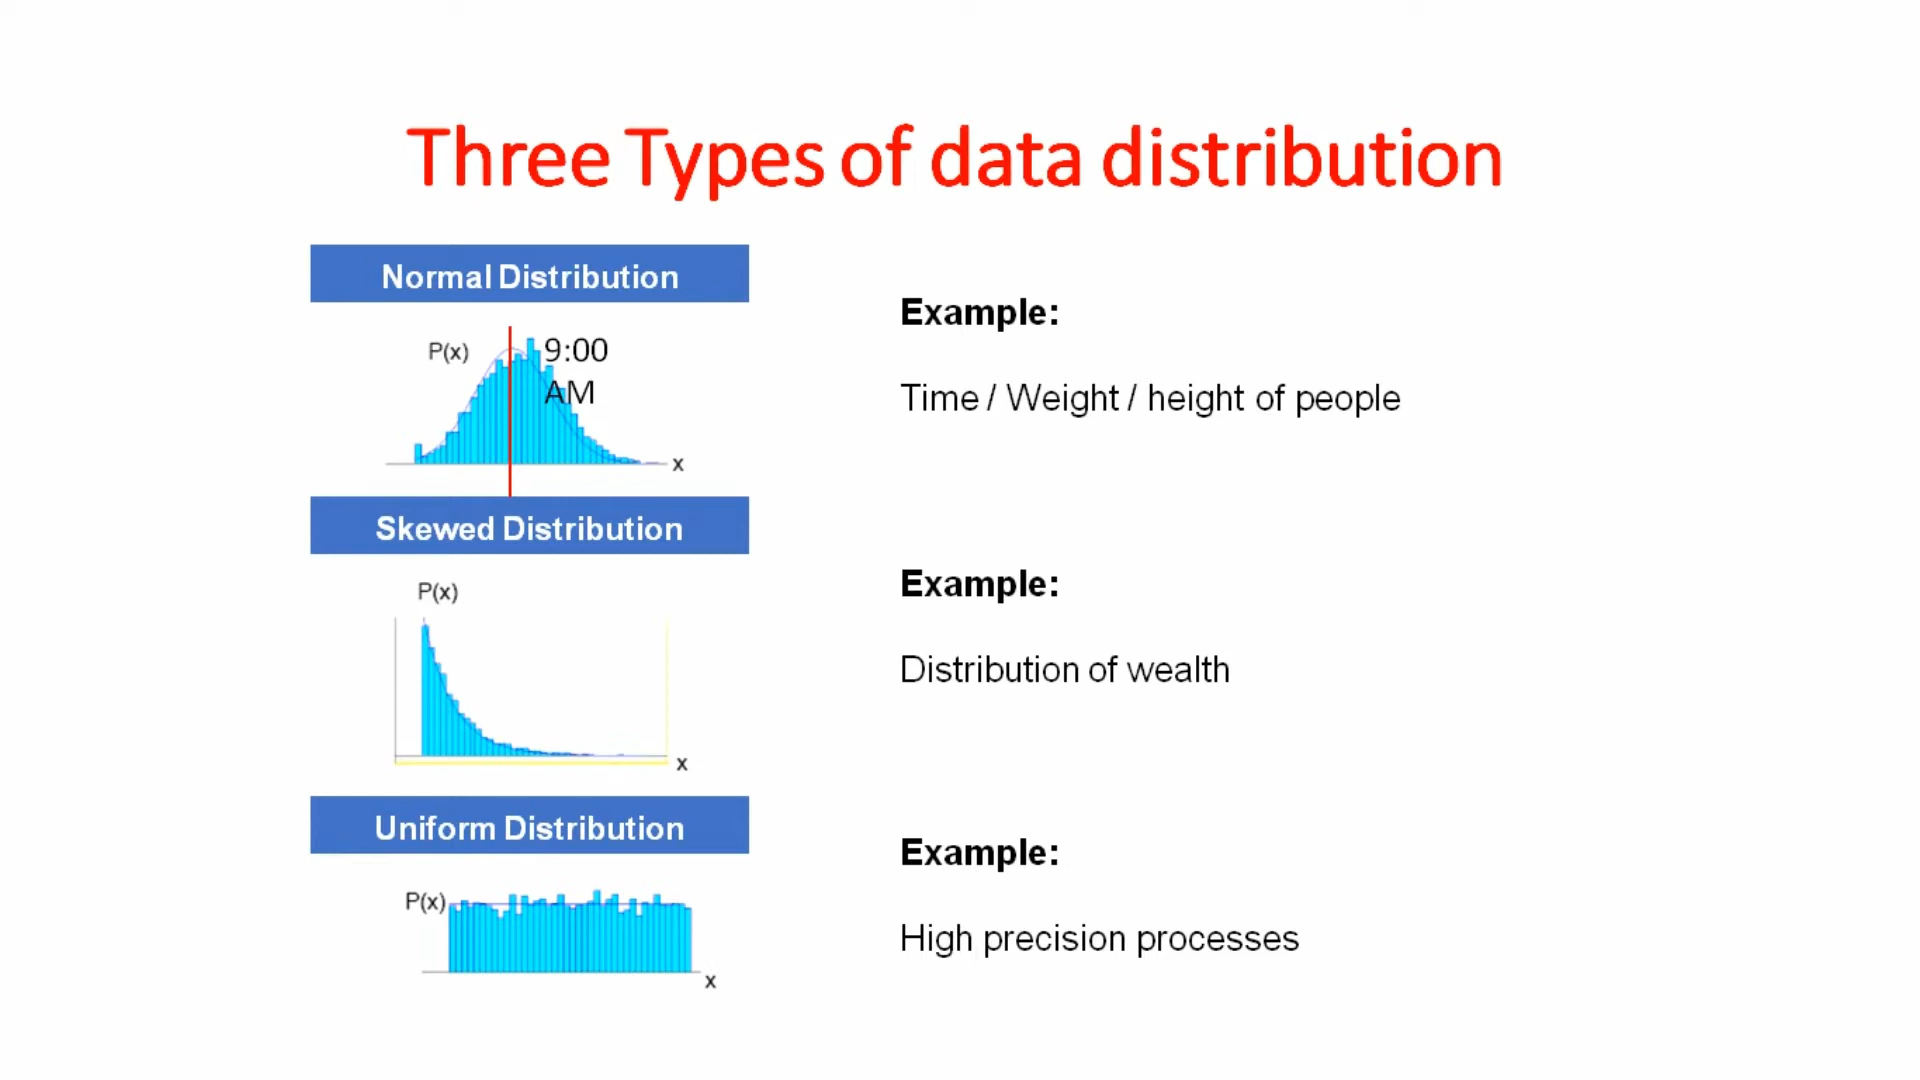 Three Types of data distribution
Normal Distribution
P(x)
9:00
AM
x
Example:
Time / Weight / height of people
Skewed Distribution
P(x)
x
Example:
Distribution of wealth
Uniform Distribution
P(x)
x
Example:
High precision processes